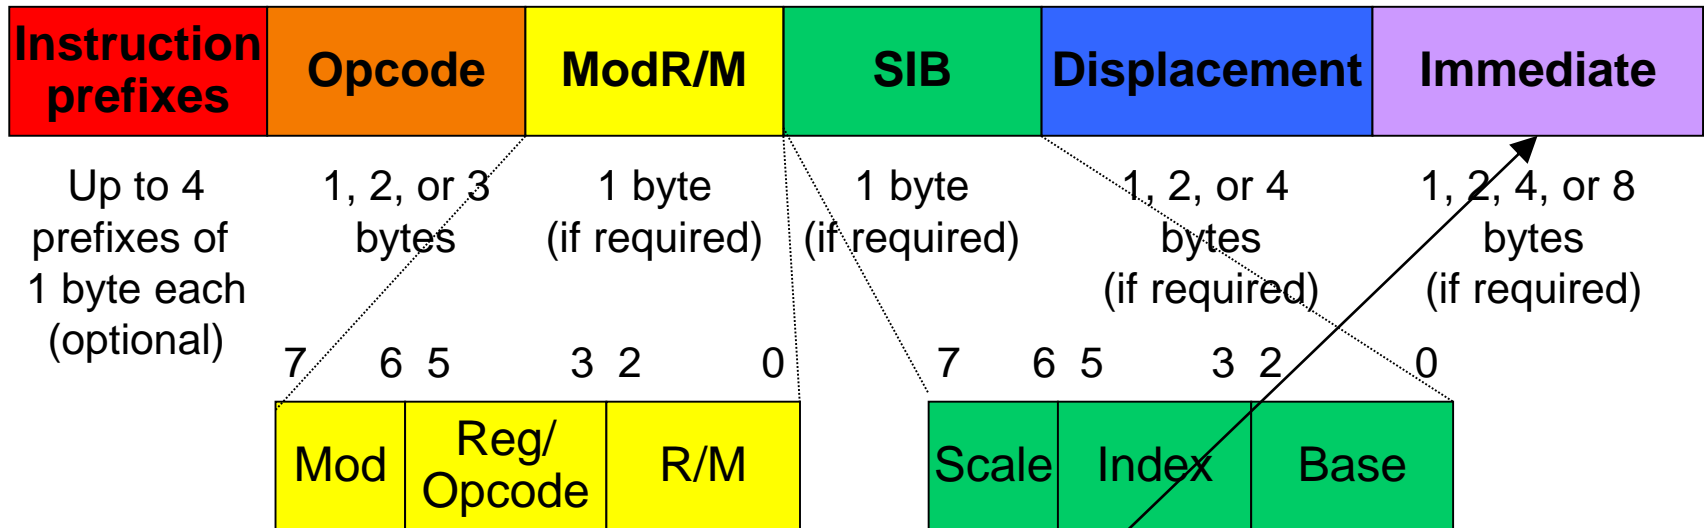 Instruction
prefixes
Opcode
ModR/M
SIB
Displacement
Immediate
Up to 4
prefixes of
1 byte each
(optional)
1, 2, or 3
bytes
1 byte
(if required)
1 byte
(if required)
1, 2, or 4
bytes
(if required)
1, 2, 4, or 8
bytes
(if required)
7 6 5 3 2 0
Mod
Reg/
Opcode
R/M
7 6 5 3 2 0
Scale
Index
Base